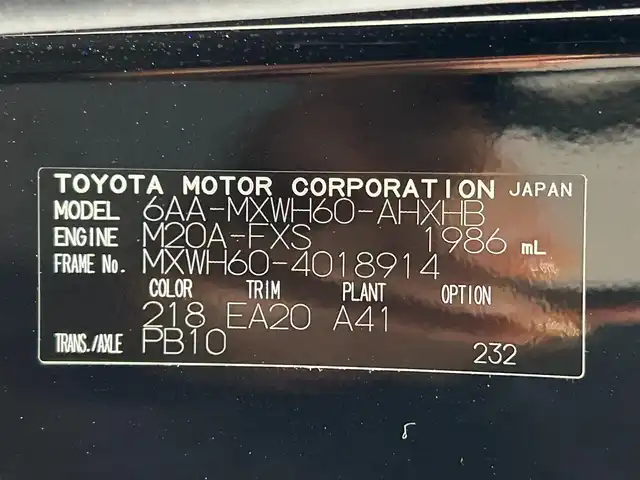 TOYOTA MOTOR CORPORATION JAPAN
MODEL 6AA-MXWH60-AHXHB
ENGINE M20A-FXS 1986 mL
FRAME No. MXWH60-4018914
COLOR TRIM PLANT OPTION
218 EA20 A41
TRANS./AXLE PB10 232